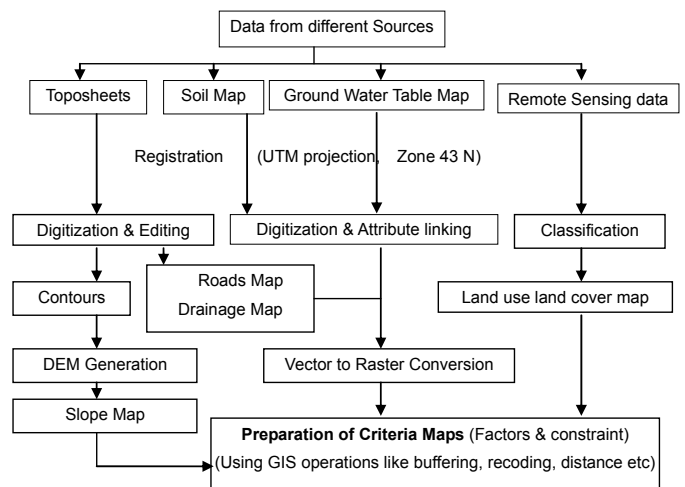 Data from different Sources
Toposheets
Soil Map
Ground Water Table Map
Remote Sensing data
Registration (UTM projection, Zone 43 N)
Digitization & Editing
Digitization & Attribute linking
Classification
Roads Map
Drainage Map
Contours
Land use land cover map
DEM Generation
Vector to Raster Conversion
Slope Map
Preparation of Criteria Maps (Factors & constraint)
(Using GIS operations like buffering, recoding, distance etc)